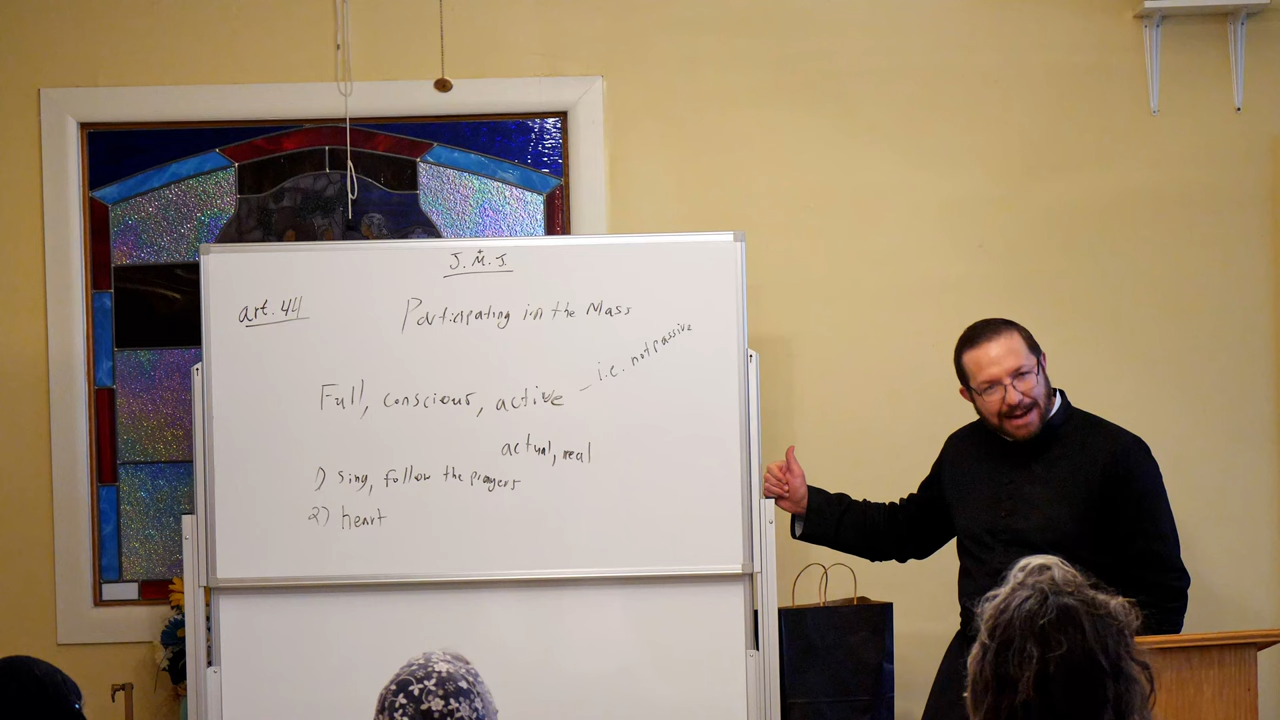 J.M.J.
art. 44
Participating in the Mass
Full, conscious, active – i.e. not passive
actual, real
1) sing, follow the prayers
2) heart